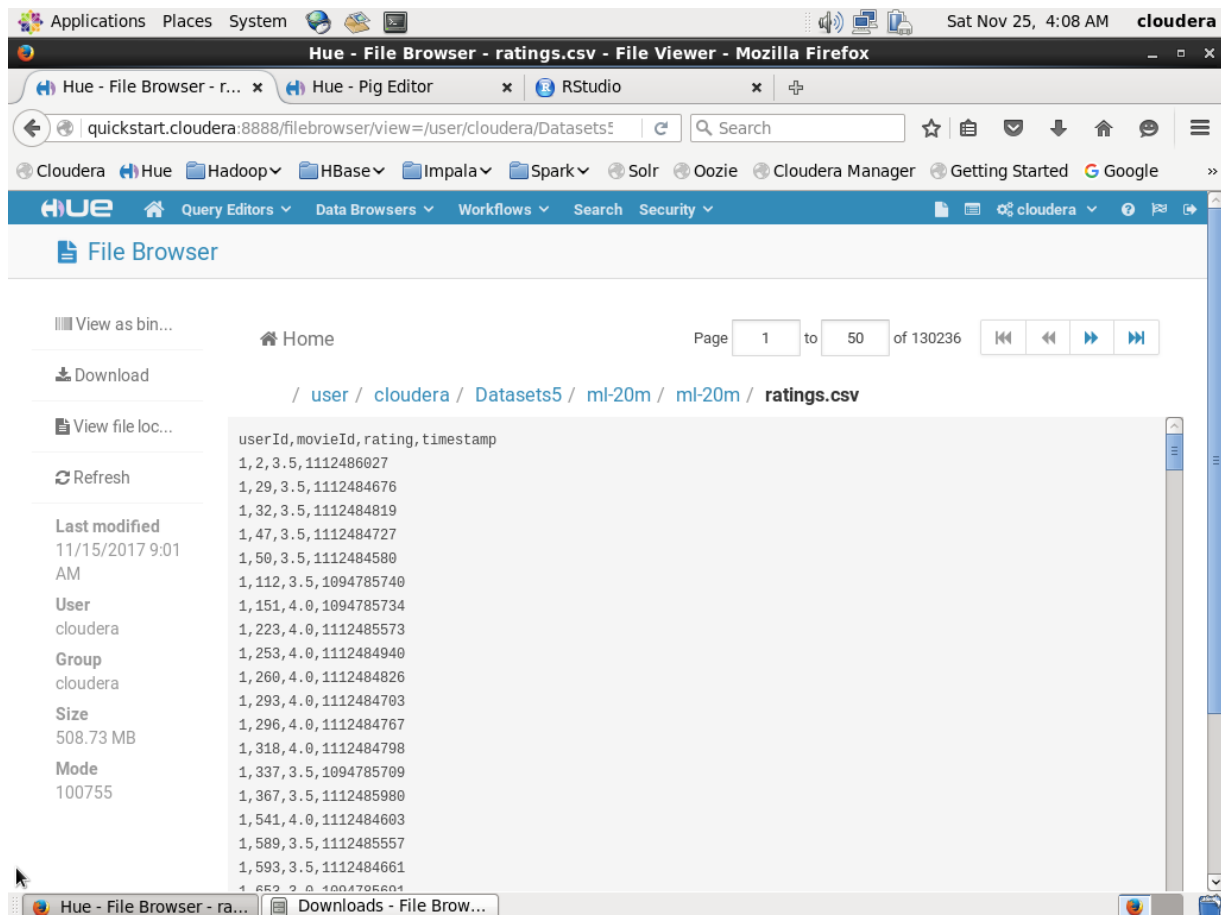 Applications Places System Sat Nov 25, 4:08 AM cloudera
Hue - File Browser - ratings.csv - File Viewer - Mozilla Firefox
Hue - File Browser - r... Hue - Pig Editor RStudio
quickstart.cloudera:8888/filebrowser/view=/user/cloudera/Datasets5 Search
Cloudera Hue Hadoop HBase Impala Spark Solr Oozie Cloudera Manager Getting Started Google »
HUE Query Editors Data Browsers Workflows Search Security cloudera
File Browser
View as bin...
Home Page 1 to 50 of 130236
Download
/ user / cloudera / Datasets5 / ml-20m / ml-20m / ratings.csv
View file loc...
Refresh
Last modified
11/15/2017 9:01
AM
User
cloudera
Group
cloudera
Size
508.73 MB
Mode
100755
userId,movieId,rating,timestamp
1,2,3.5,1112486027
1,29,3.5,1112484676
1,32,3.5,1112484819
1,47,3.5,1112484727
1,50,3.5,1112484580
1,112,3.5,1094785740
1,151,4.0,1094785734
1,223,4.0,1112485573
1,253,4.0,1112484940
1,260,4.0,1112484826
1,293,4.0,1112484703
1,296,4.0,1112484767
1,318,4.0,1112484798
1,337,3.5,1094785709
1,367,3.5,1112485980
1,541,4.0,1112484603
1,589,3.5,1112485557
1,593,3.5,1112484661
1,653,3.0,1094785691
Hue - File Browser - ra... Downloads - File Brow...